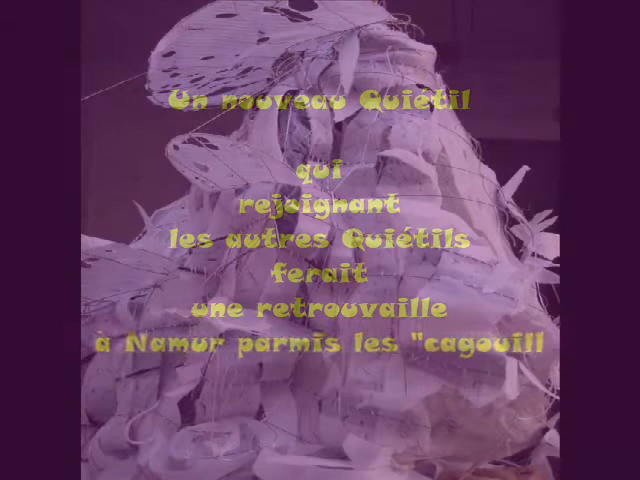 Un nouveau Quiétil
qui
rejoignant
les autres Quiétils
ferait
une retrouvaille
à Namur parmis les "cagouill